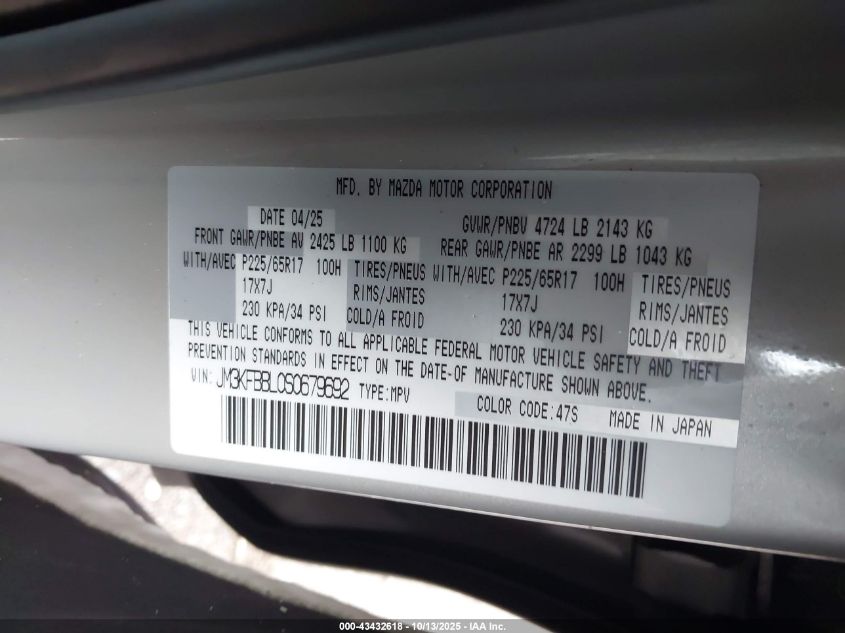 MFD. BY MAZDA MOTOR CORPORATION
DATE 04/25 GVWR/PNBV 4724 LB 2143 KG
FRONT GAWR/PNBE AV 2425 LB 1100 KG REAR GAWR/PNBE AR 2299 LB 1043 KG
WITH/AVEC P225/65R17 100H TIRES/PNEUS WITH/AVEC P225/65R17 100H TIRES/PNEUS
17X7J RIMS/JANTES 17X7J RIMS/JANTES
230 KPA/34 PSI COLD/A FROID 230 KPA/34 PSI COLD/A FROID
THIS VEHICLE CONFORMS TO ALL APPLICABLE FEDERAL MOTOR VEHICLE SAFETY AND THEFT
PREVENTION STANDARDS IN EFFECT ON THE DATE-OF MANUFACTURE SHOWN ABOVE.
VIN: JM3KFBBL0S0679692 TYPE:MPV COLOR CODE:47S MADE IN JAPAN
000-43432618 - 10/13/2025 - IAA Inc.